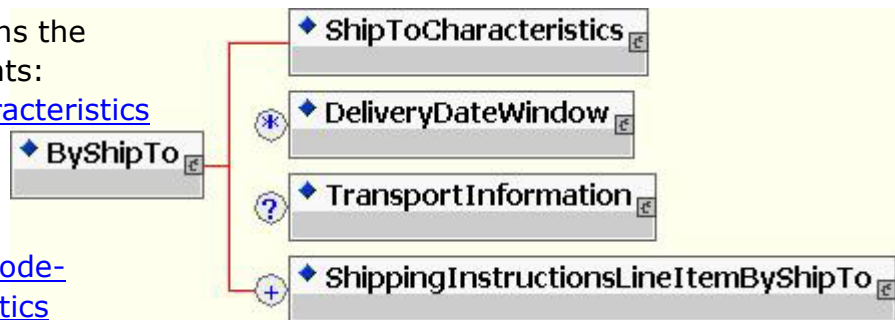 ns the
nts:
racteristics
ode-
tics
ByShipTo
ShipToCharacteristics
* DeliveryDateWindow
? TransportInformation
+ ShippingInstructionsLineItemByShipTo